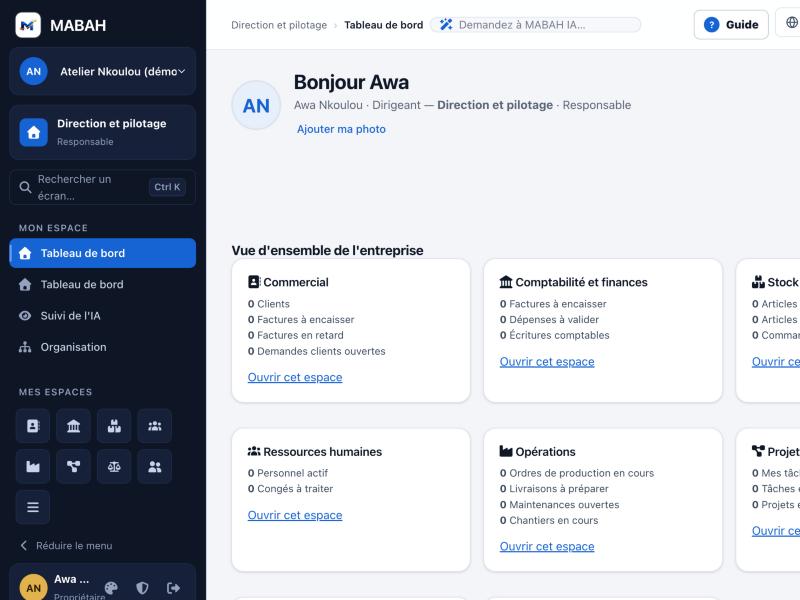 MABAH
AN Atelier Nkoulou (démo
Direction et pilotage
Responsable
Rechercher un
écran...
Ctrl K
MON ESPACE
Tableau de bord
Tableau de bord
Suivi de l'IA
Organisation
MES ESPACES
Réduire le menu
AN Awa ...
Propriétaire
Direction et pilotage › Tableau de bord
Demandez à MABAH IA...
? Guide
AN
Bonjour Awa
Awa Nkoulou · Dirigeant — Direction et pilotage · Responsable
Ajouter ma photo
Vue d'ensemble de l'entreprise
Commercial
0 Clients
0 Factures à encaisser
0 Factures en retard
0 Demandes clients ouvertes
Ouvrir cet espace
Comptabilité et finances
0 Factures à encaisser
0 Dépenses à valider
0 Écritures comptables
Ouvrir cet espace
Stock
0 Articles
0 Articles
0 Comman
Ouvrir ce
Ressources humaines
0 Personnel actif
0 Congés à traiter
Ouvrir cet espace
Opérations
0 Ordres de production en cours
0 Livraisons à préparer
0 Maintenances ouvertes
0 Chantiers en cours
Ouvrir cet espace
Projet
0 Mes tâc
0 Tâches e
0 Projets e
Ouvrir ce